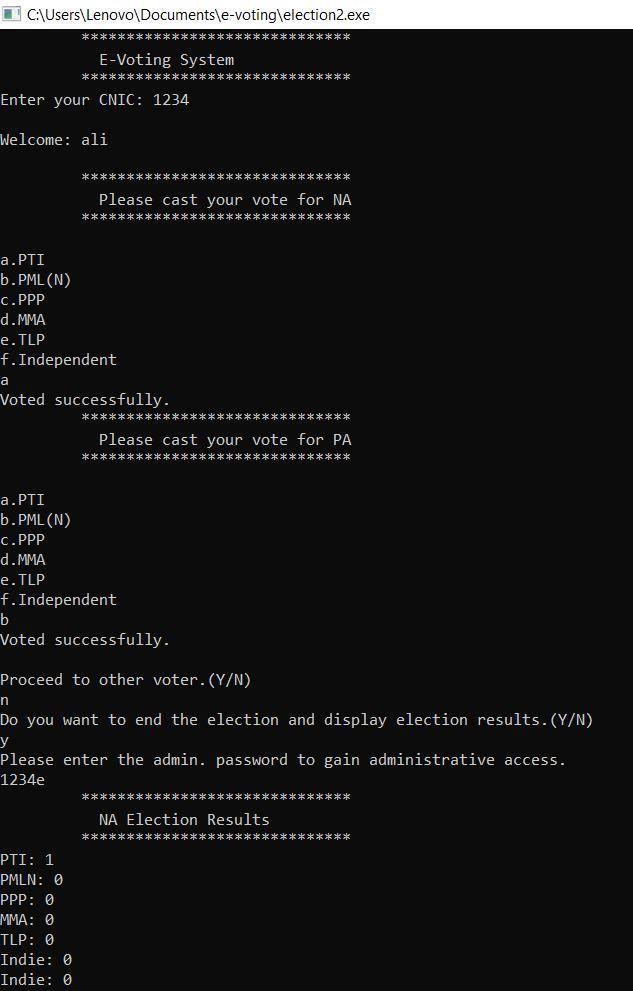 C:\Users\Lenovo\Documents\e-voting\election2.exe
******************************
E-Voting System
******************************
Enter your CNIC: 1234
Welcome: ali
******************************
Please cast your vote for NA
******************************
a.PTI
b.PML(N)
c.PPP
d.MMA
e.TLP
f.Independent
a
Voted successfully.
******************************
Please cast your vote for PA
******************************
a.PTI
b.PML(N)
c.PPP
d.MMA
e.TLP
f.Independent
b
Voted successfully.
Proceed to other voter.(Y/N)
n
Do you want to end the election and display election results.(Y/N)
y
Please enter the admin. password to gain administrative access.
1234e
******************************
NA Election Results
******************************
PTI: 1
PMLN: 0
PPP: 0
MMA: 0
TLP: 0
Indie: 0
Indie: 0